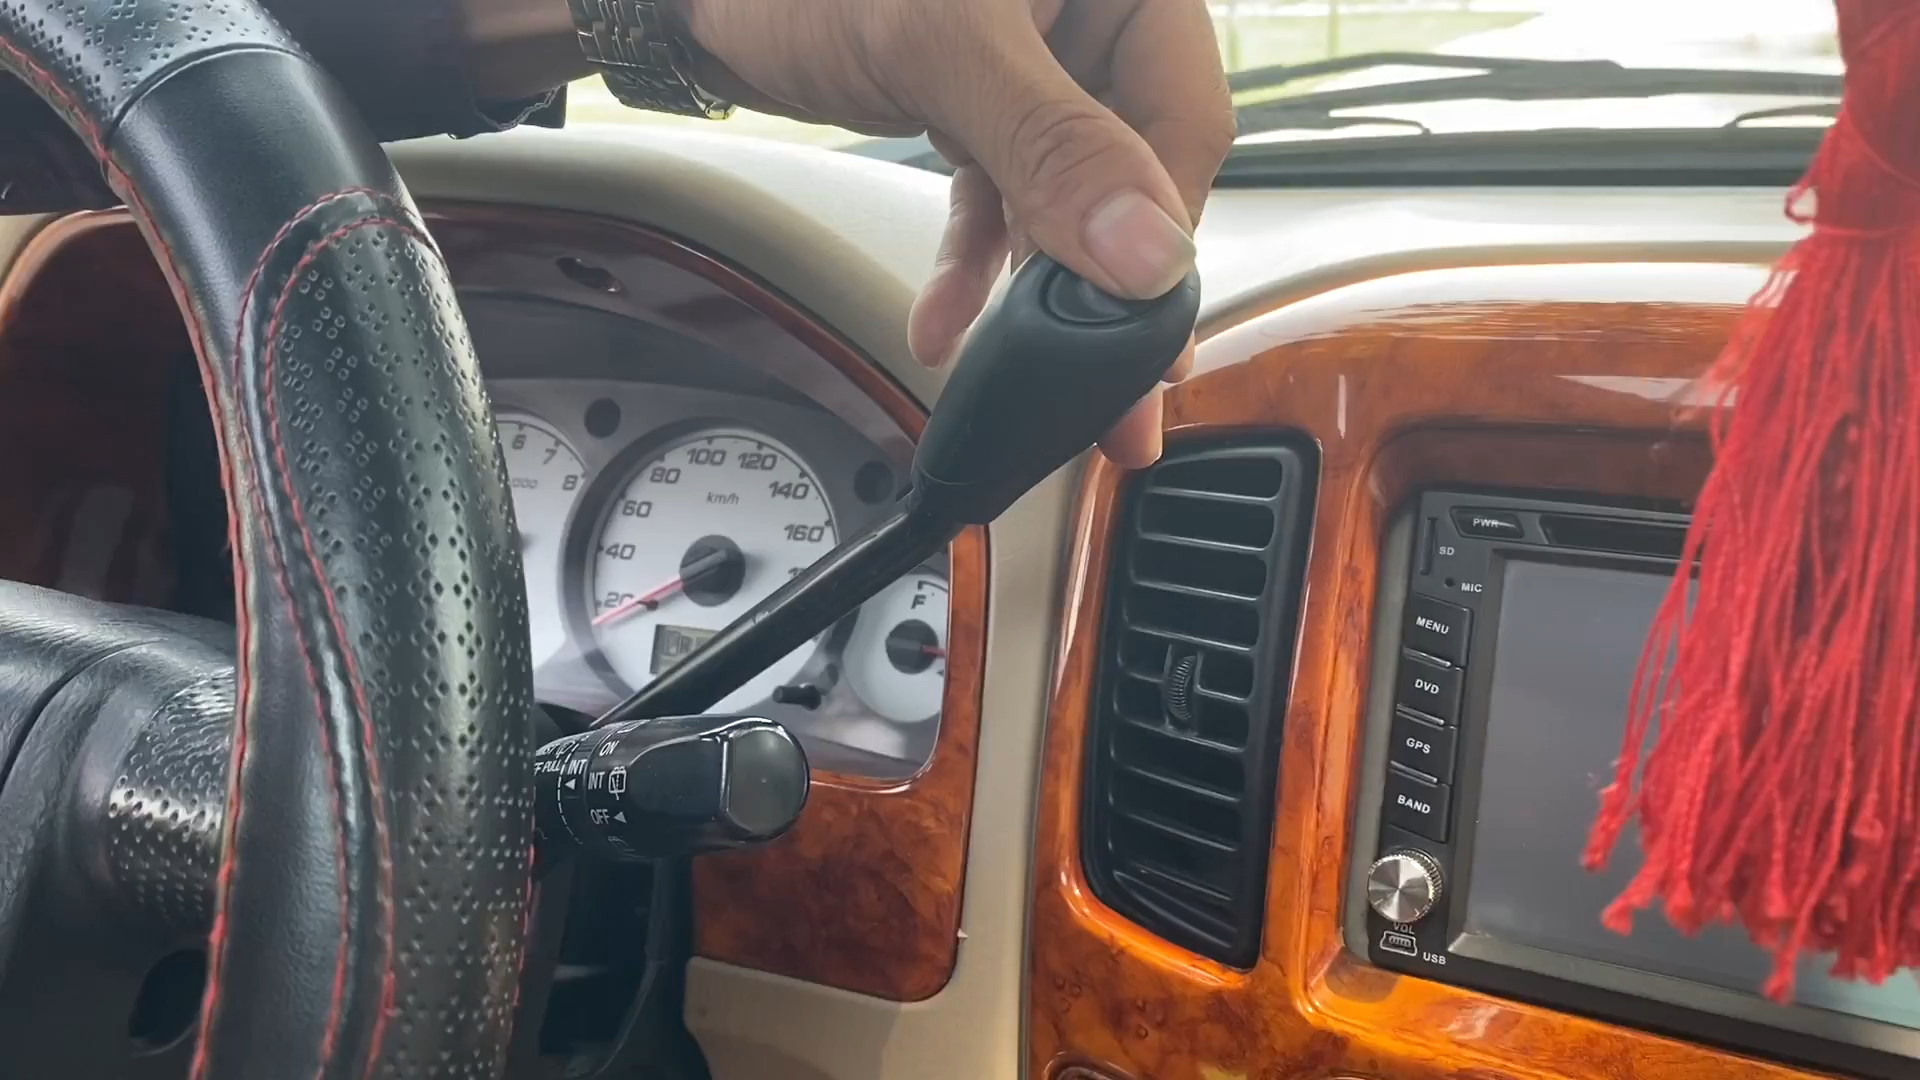 6
7
8
80
100
120
140
160
60
40
20
km/h
F
ON
INT
INT
OFF
PWR
SD
MIC
MENU
DVD
GPS
BAND
VOL
USB